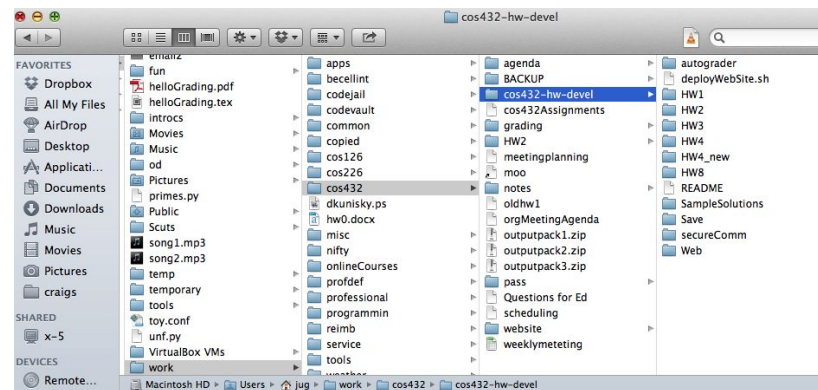 cos432-hw-devel
FAVORITES
Dropbox
All My Files
AirDrop
Desktop
Applicati...
Documents
Downloads
Music
Movies
Pictures
craigs
SHARED
x-5
DEVICES
Remote...
email2
fun
helloGrading.pdf
helloGrading.tex
introcs
Movies
Music
od
Pictures
primes.py
Public
Scuts
song1.mp3
song2.mp3
temp
temporary
tools
toy.conf
unf.py
VirtualBox VMs
work
apps
becellint
codejail
codevault
common
copied
cos126
cos226
cos432
dkunisky.ps
hw0.docx
misc
nifty
onlineCourses
profdef
professional
programmin
reimb
service
tools
weather
agenda
BACKUP
cos432-hw-devel
cos432Assignments
grading
HW2
meetingplanning
moo
notes
oldhw1
orgMeetingAgenda
outputpack1.zip
outputpack2.zip
outputpack3.zip
pass
Questions for Ed
scheduling
website
weeklymeteting
autograder
deployWebSite.sh
HW1
HW2
HW3
HW4
HW4_new
HW8
README
SampleSolutions
Save
secureComm
Web
Macintosh HD ▸ Users ▸ jug ▸ work ▸ cos432 ▸ cos432-hw-devel